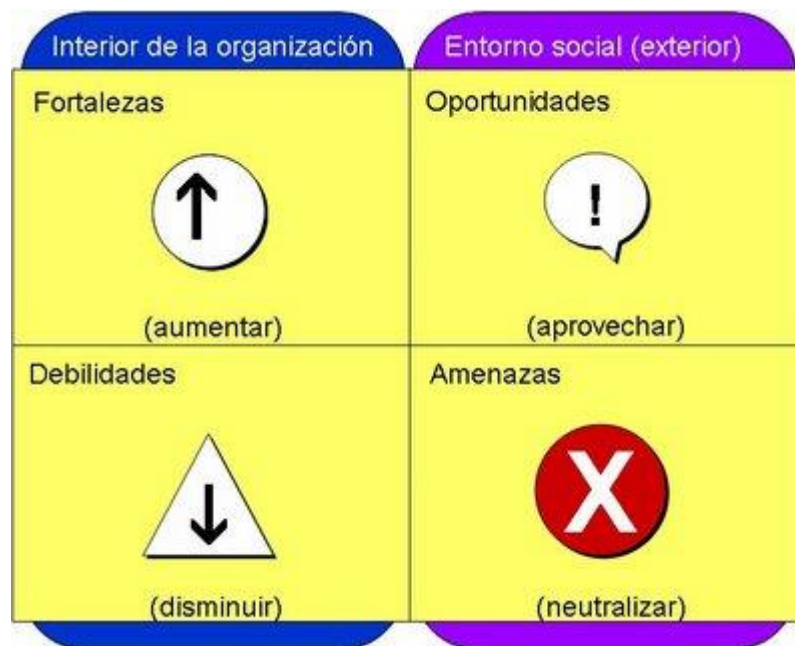 Interior de la organización
Entorno social (exterior)
Fortalezas
Oportunidades
!
(aumentar)
(aprovechar)
Debilidades
Amenazas
X
(disminuir)
(neutralizar)